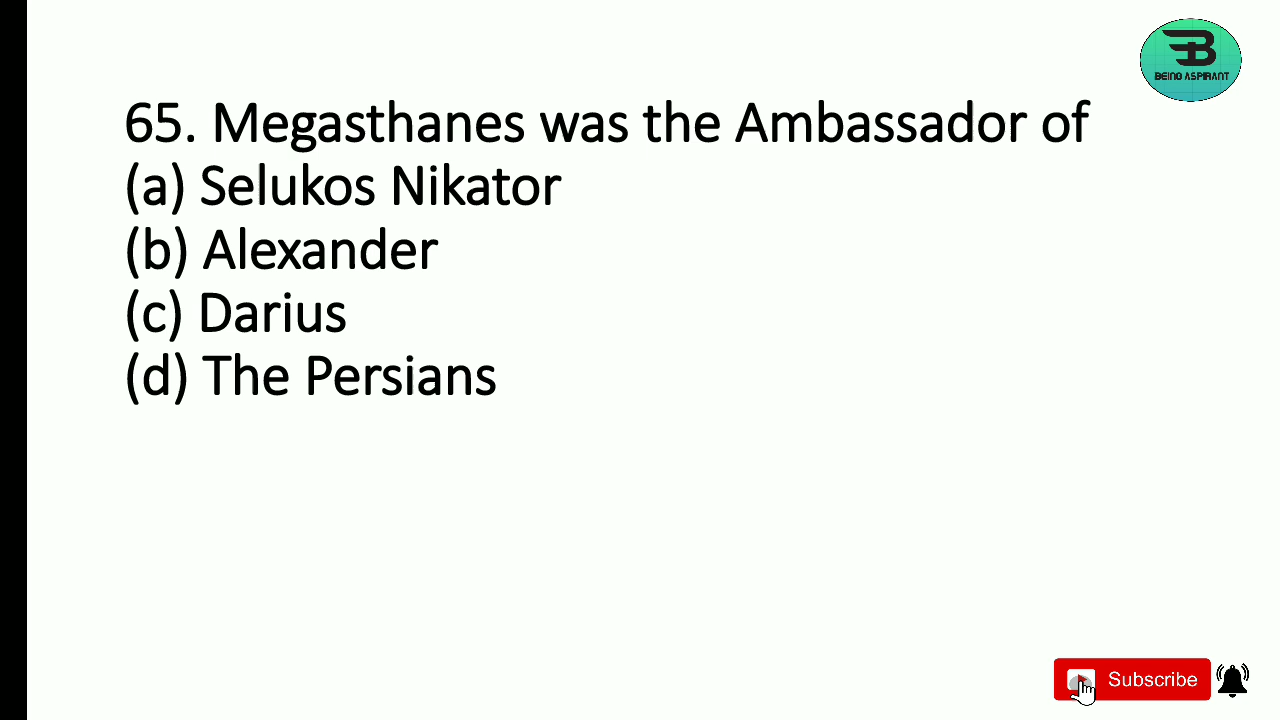 BEING ASPIRANT
65. Megasthanes was the Ambassador of
(a) Selukos Nikator
(b) Alexander
(c) Darius
(d) The Persians
Subscribe